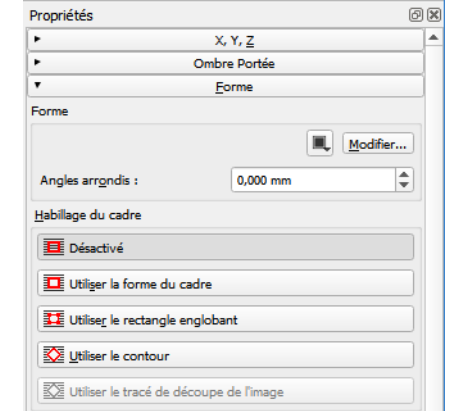 Propriétés
X, Y, Z
Ombre Portée
Forme
Forme
Modifier...
Angles arrondis : 0,000 mm
Habillage du cadre
Désactivé
Utiliser la forme du cadre
Utiliser le rectangle englobant
Utiliser le contour
Utiliser le tracé de découpe de l'image